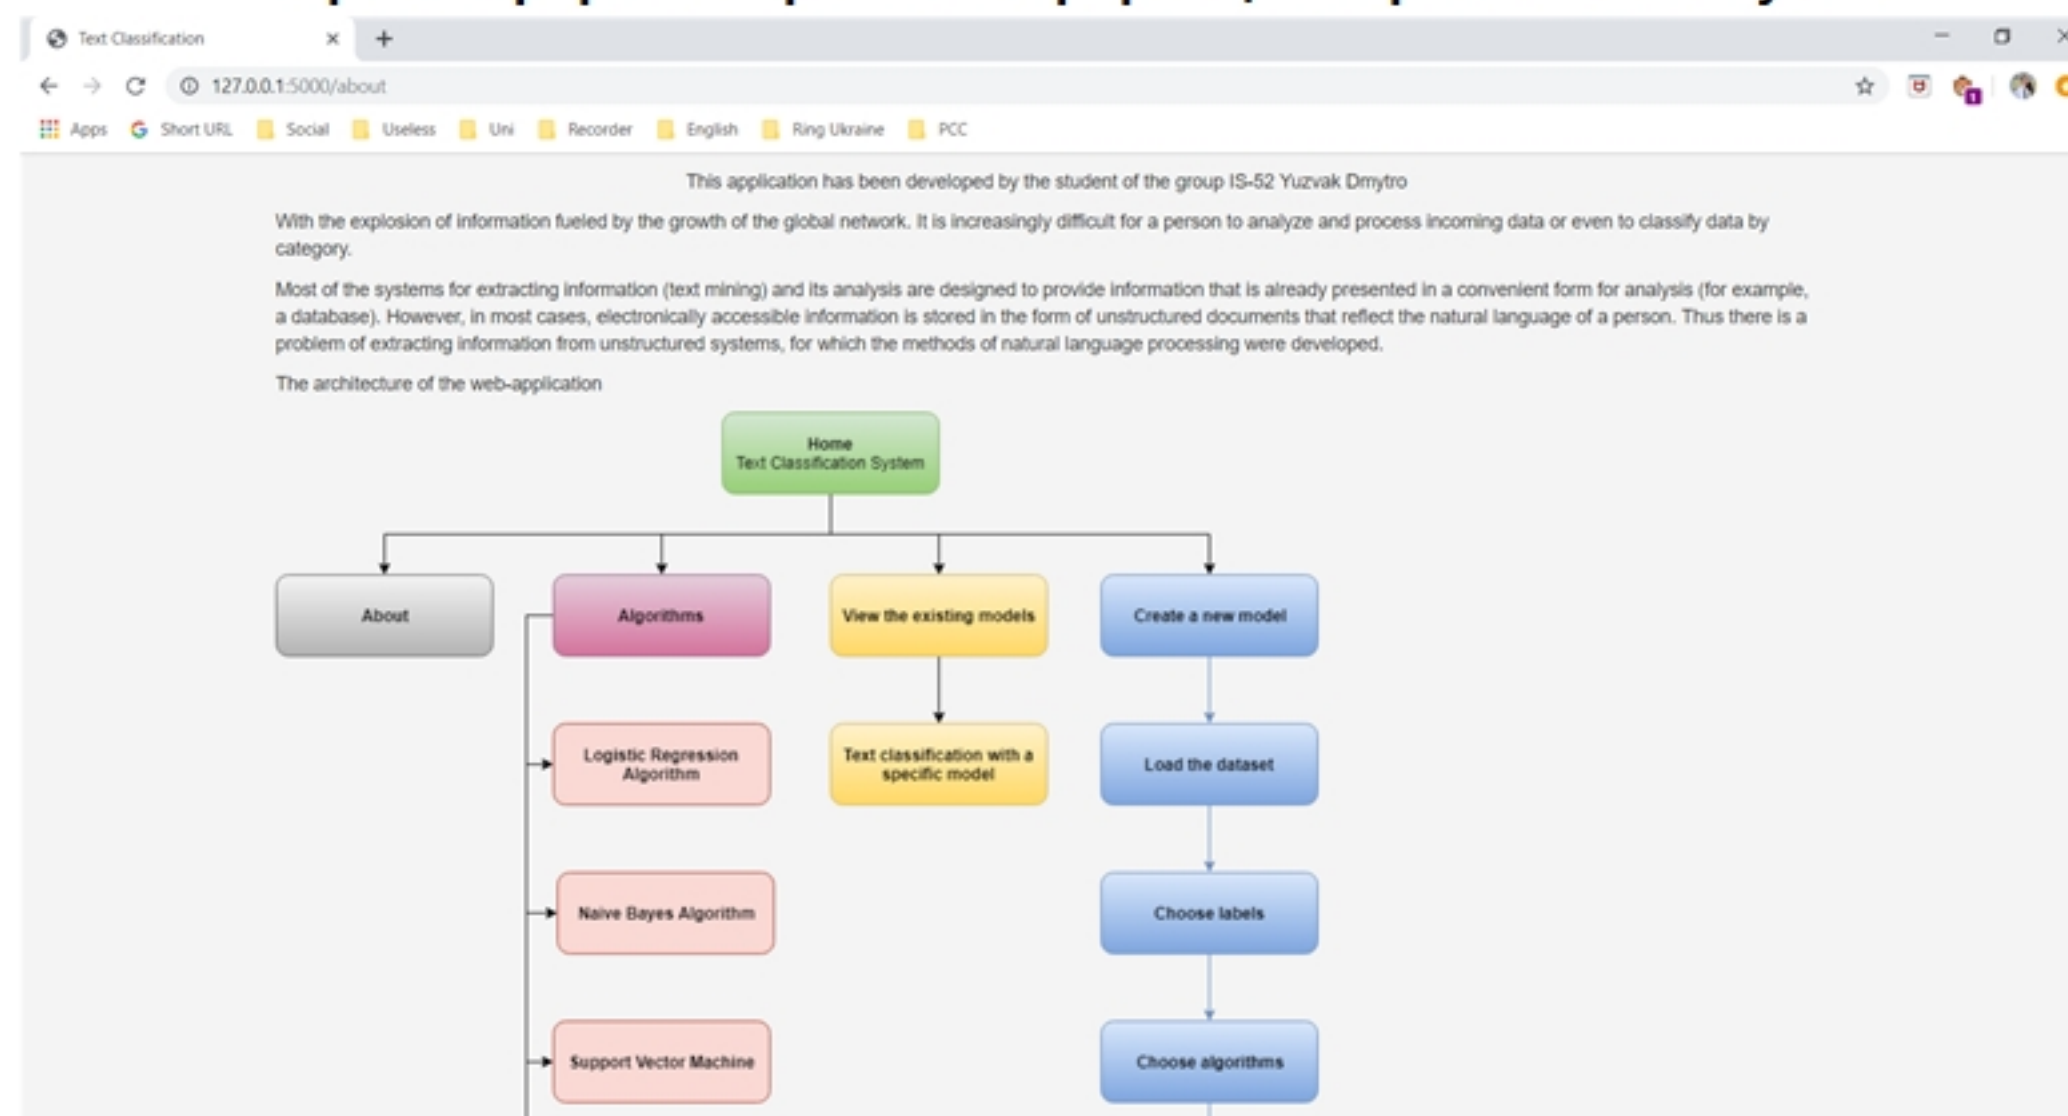 Text Classification
127.0.0.1:5000/about
Apps Short URL Social Useless Uni Recorder English Ring Ukraine PCC
This application has been developed by the student of the group IS-52 Yuzvak Dmytro
With the explosion of information fueled by the growth of the global network. It is increasingly difficult for a person to analyze and process incoming data or even to classify data by
category.
Most of the systems for extracting information (text mining) and its analysis are designed to provide information that is already presented in a convenient form for analysis (for example,
a database). However, in most cases, electronically accessible information is stored in the form of unstructured documents that reflect the natural language of a person. Thus there is a
problem of extracting information from unstructured systems, for which the methods of natural language processing were developed.
The architecture of the web-application
Home
Text Classification System
About
Algorithms
View the existing models
Create a new model
Logistic Regression
Algorithm
Text classification with a
specific model
Load the dataset
Naive Bayes Algorithm
Choose labels
Support Vector Machine
Choose algorithms